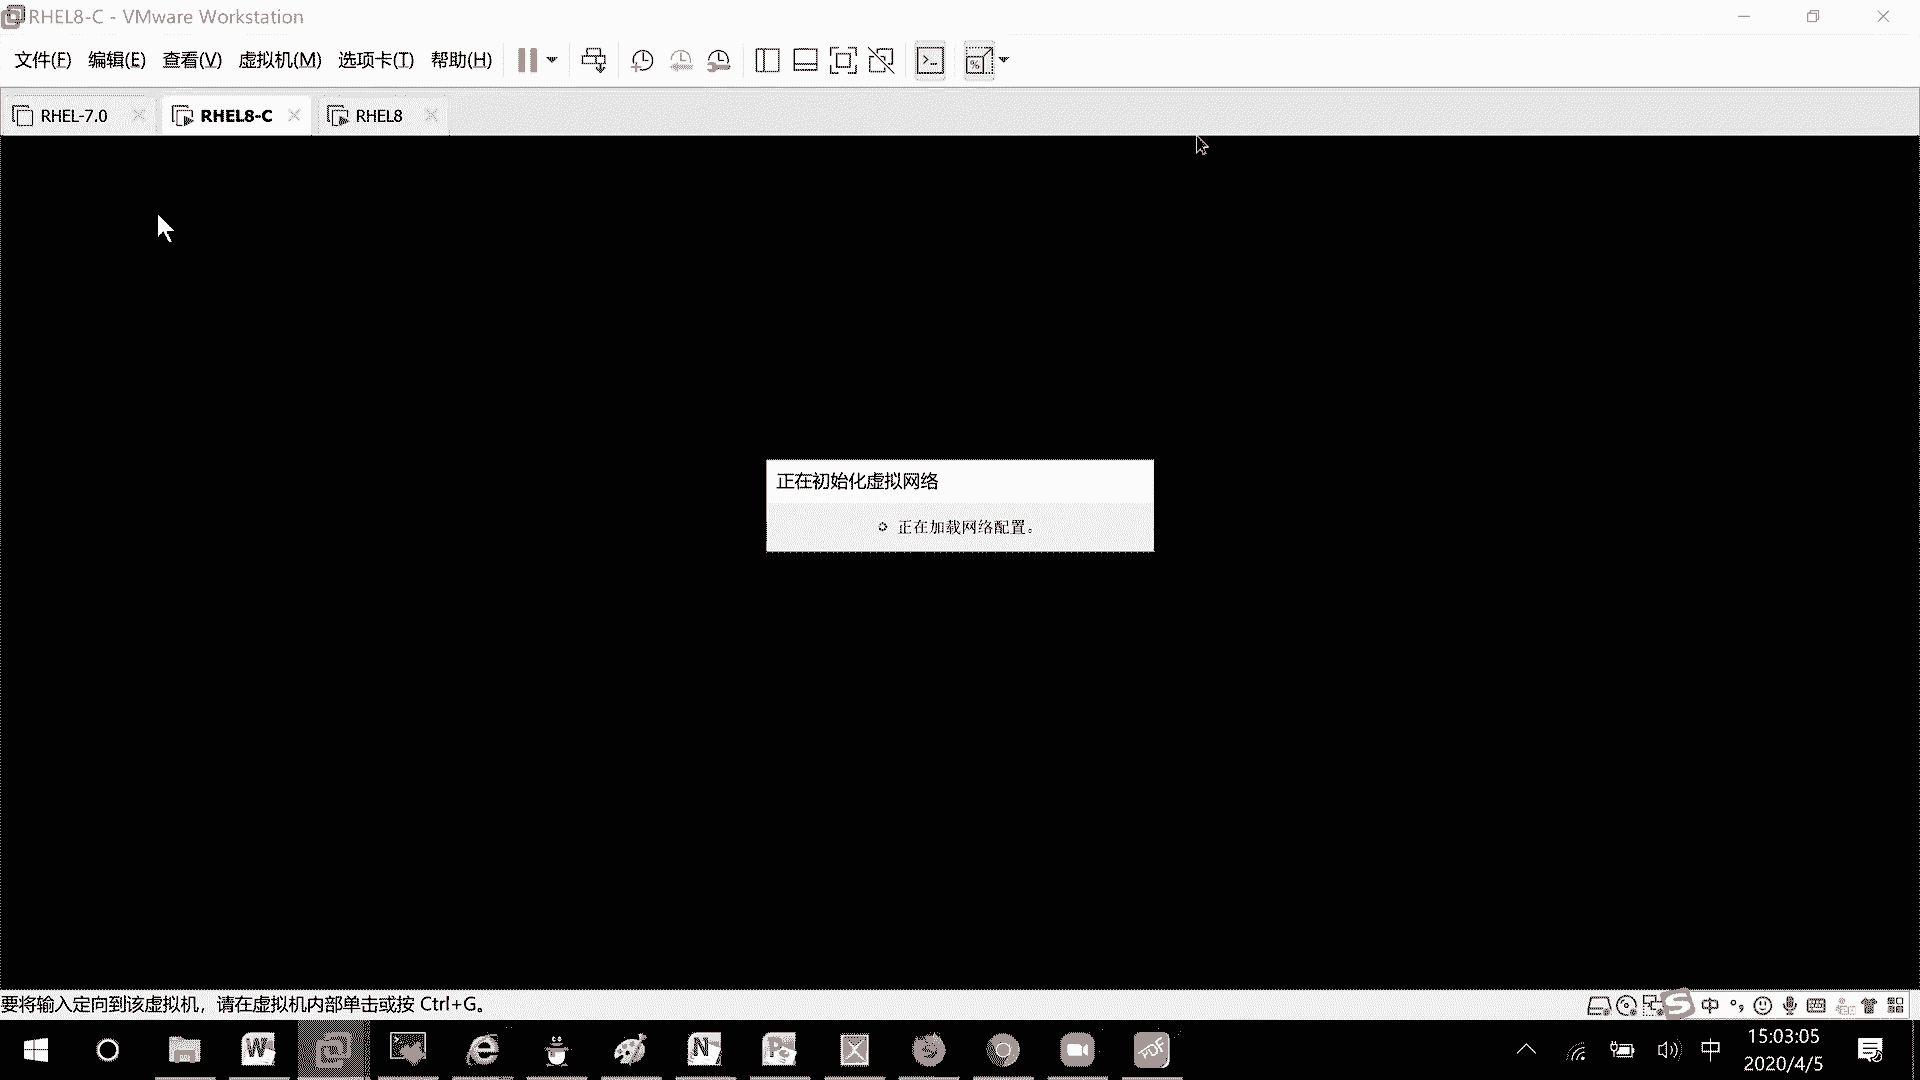 RHEL8-C - VMware Workstation
文件(F) 编辑(E) 查看(V) 虚拟机(M) 选项卡(T) 帮助(H)
RHEL-7.0 RHEL8-C RHEL8
正在初始化虚拟网络
正在加载网络配置。
要将输入定向到该虚拟机，请在虚拟机内部单击或按 Ctrl+G。
中
中
15:03:05
2020/4/5